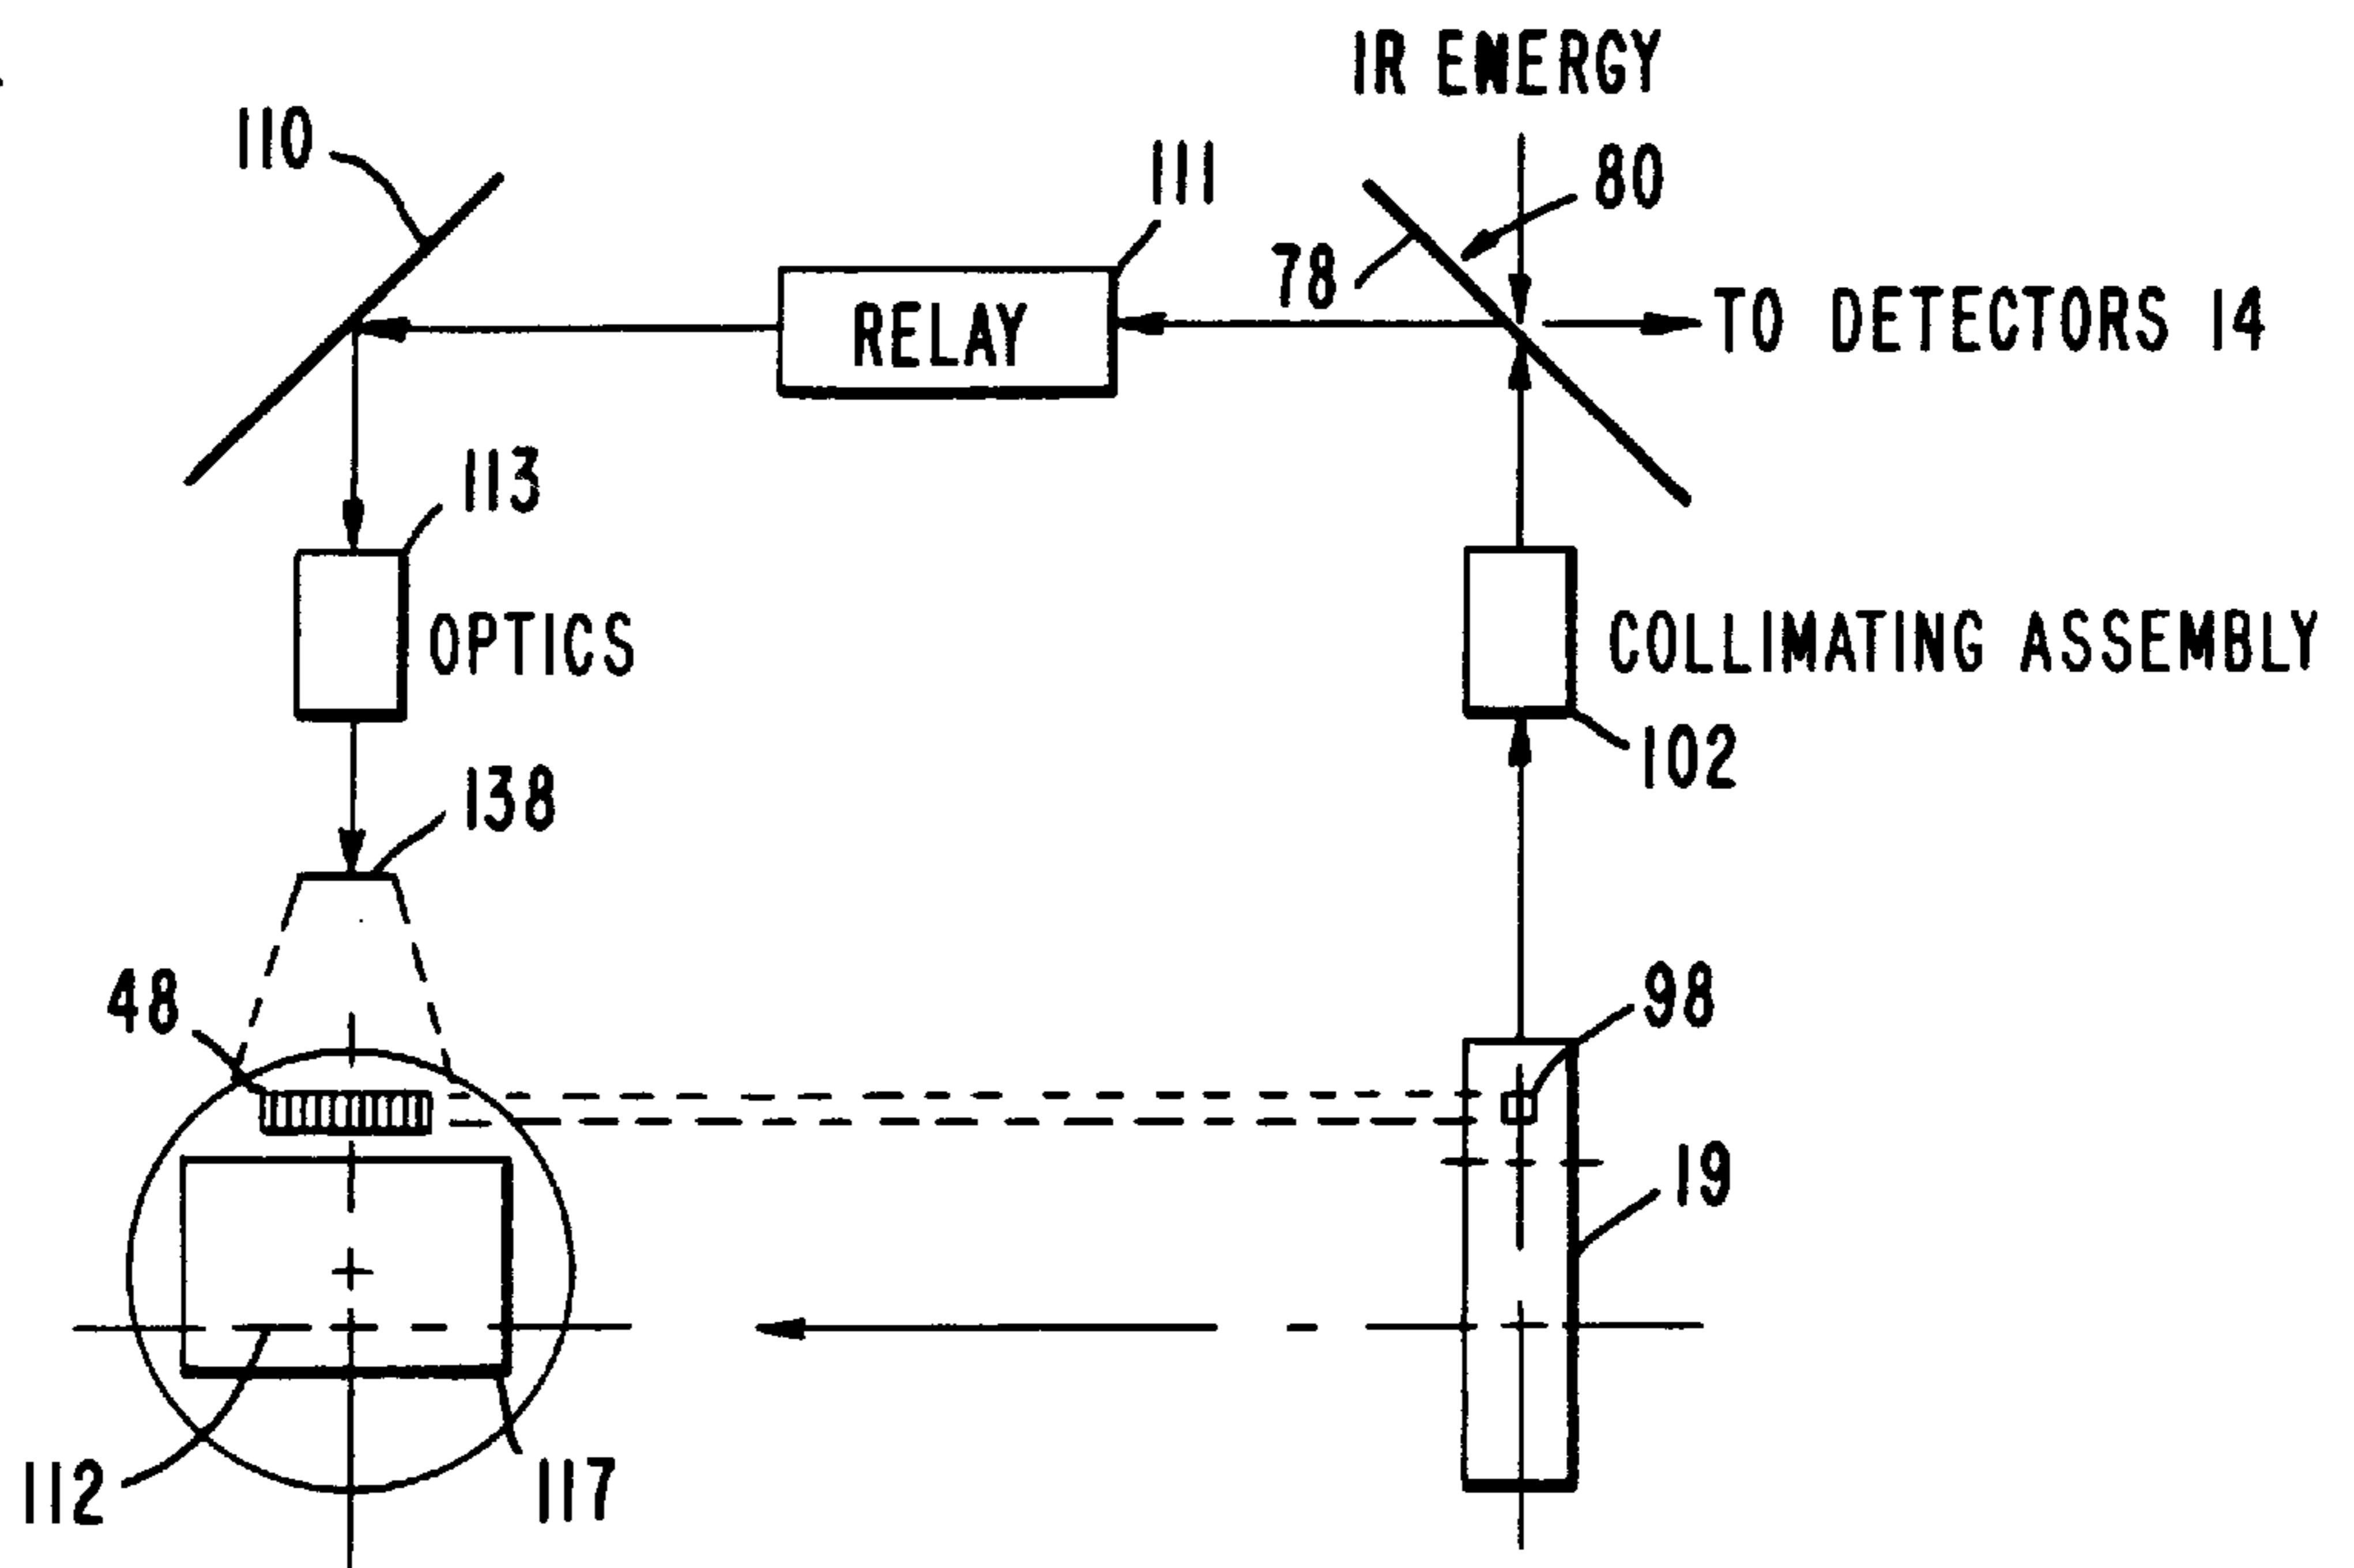 IR ENERGY
110
111
80
78
TO DETECTORS 14
RELAY
113
OPTICS
COLLIMATING ASSEMBLY
102
138
48
98
19
112
117